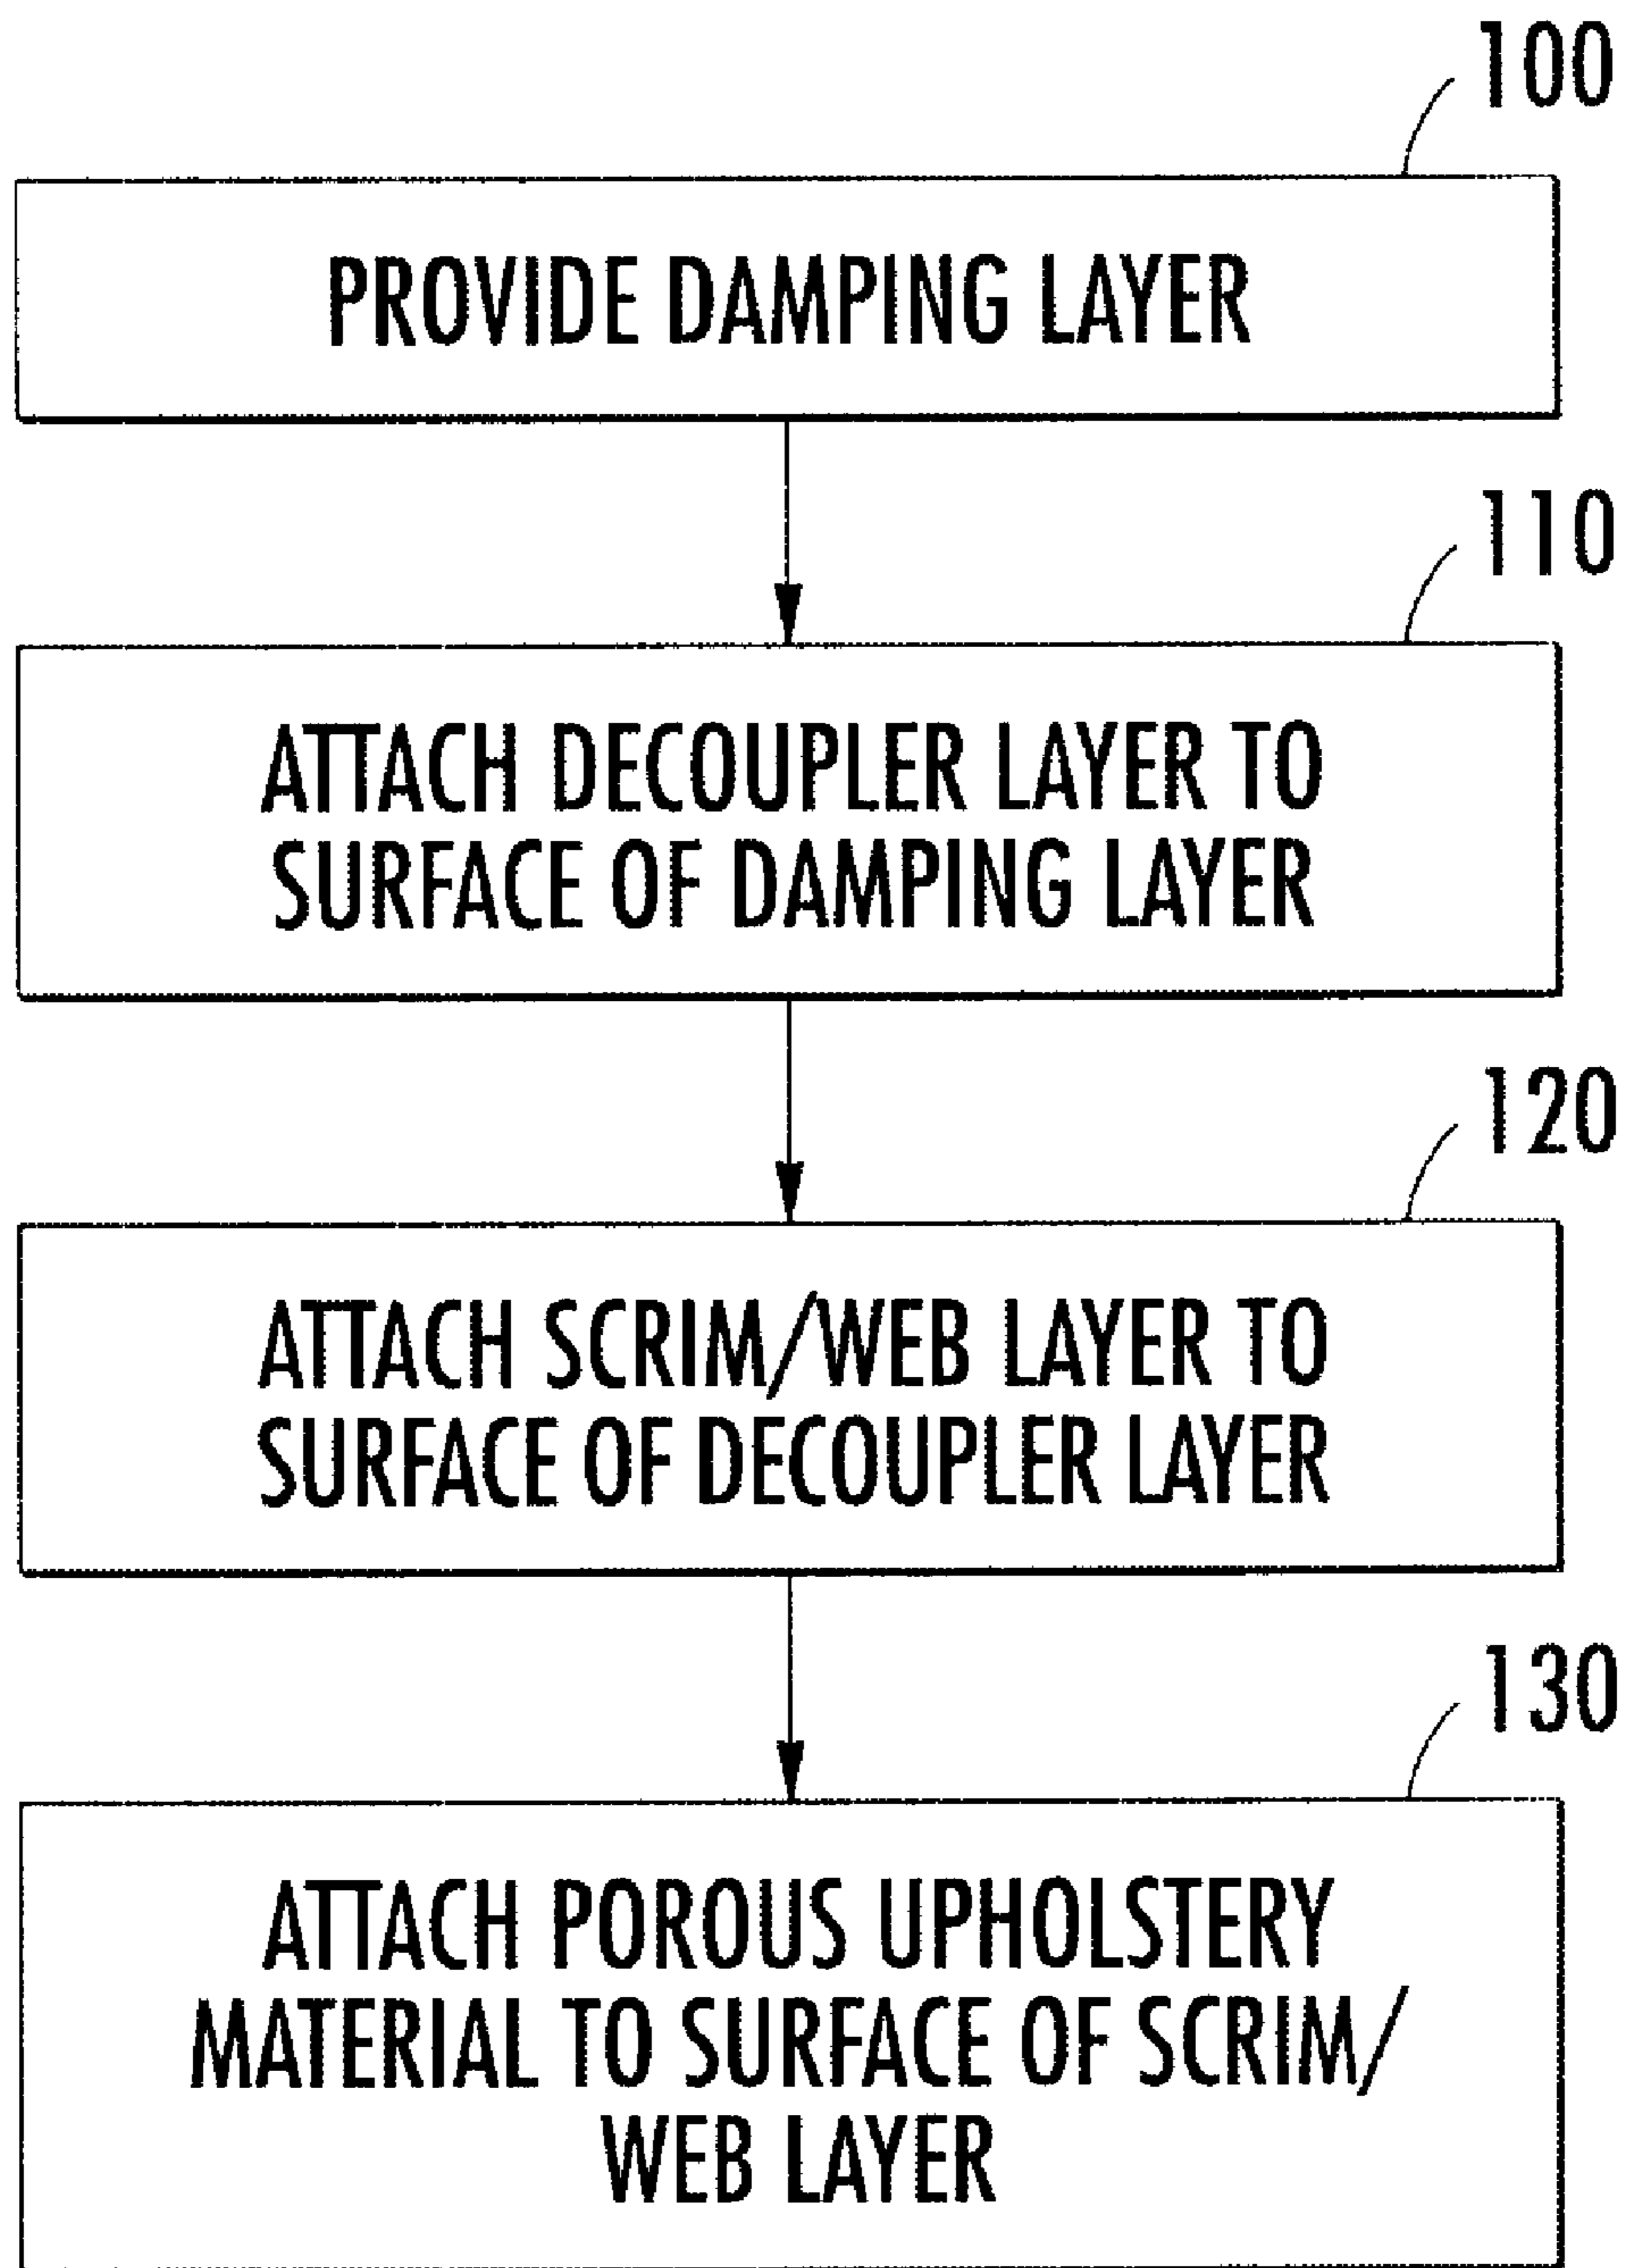 100
PROVIDE DAMPING LAYER
110
ATTACH DECOUPLER LAYER TO
SURFACE OF DAMPING LAYER
120
ATTACH SCRIM/WEB LAYER TO
SURFACE OF DECOUPLER LAYER
130
ATTACH POROUS UPHOLSTERY
MATERIAL TO SURFACE OF SCRIM/
WEB LAYER